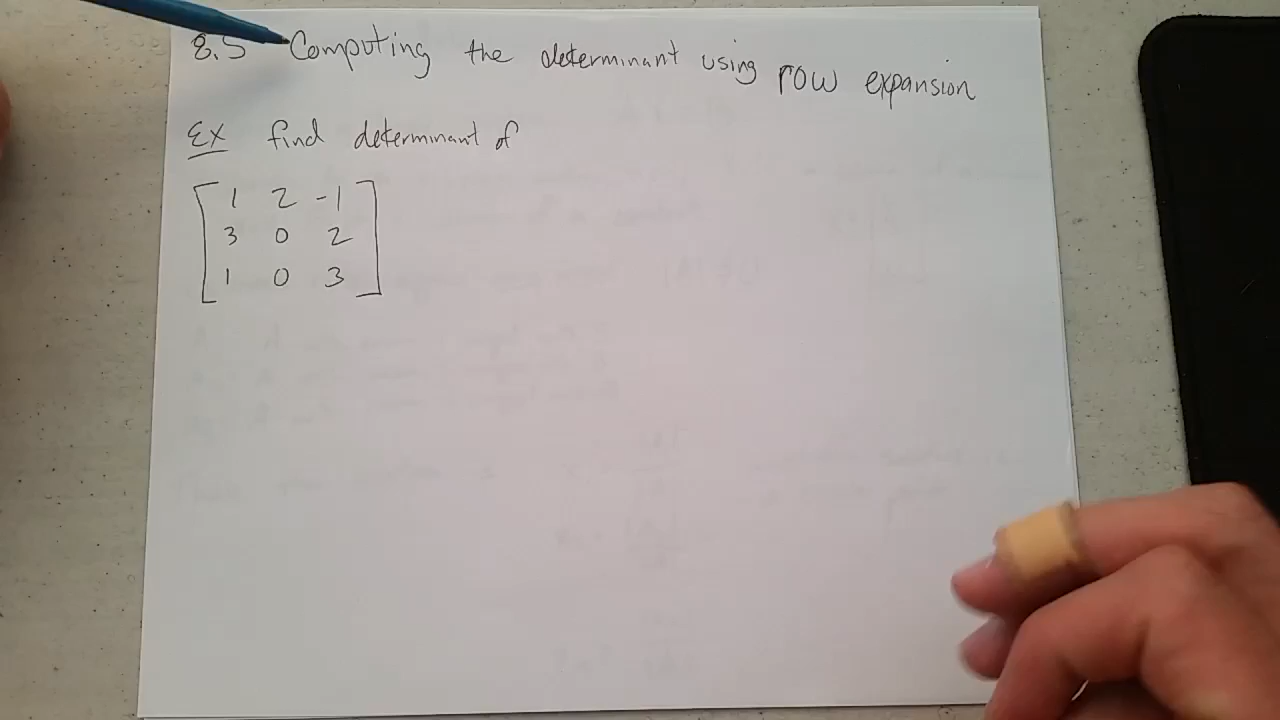 8.5 Computing the determinant using row expansion
Ex find determinant of
1 2 -1
3 0 2
1 0 3